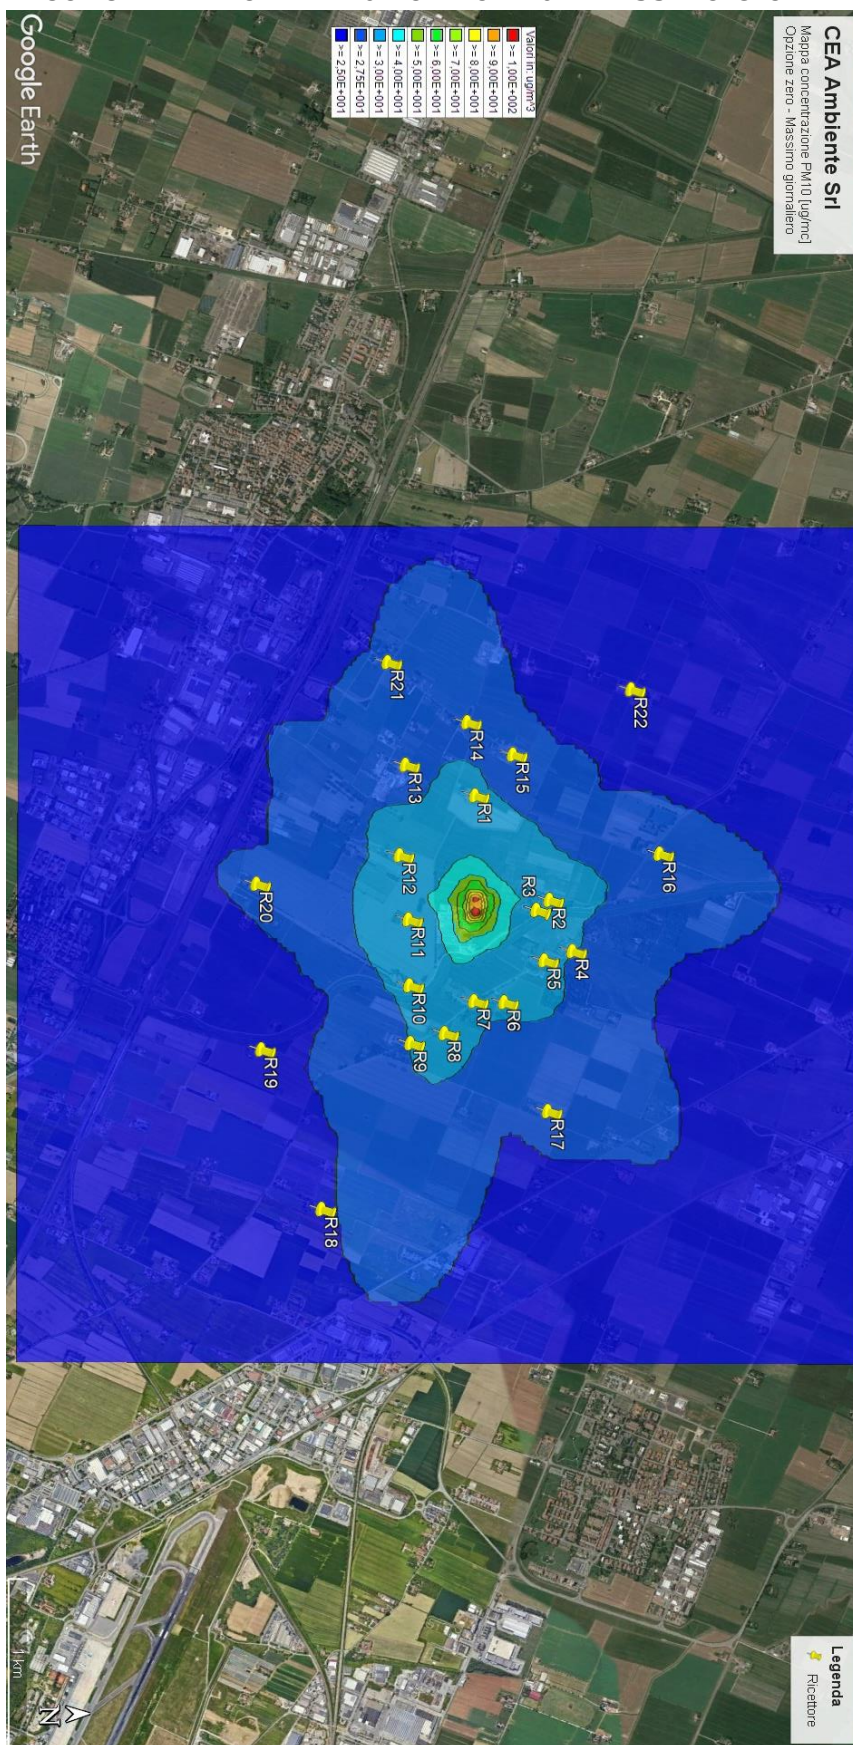 CEA Ambiente Srl
Mappa concentrazione PM10 [ug/mc]
Opzione zero - Massimo giornaliero
Legenda
Ricettore
Valori in: ug/m^3
>= 1,00E+002
>= 9,00E+001
>= 8,00E+001
>= 7,00E+001
>= 6,00E+001
>= 5,00E+001
>= 4,00E+001
>= 3,00E+001
>= 2,75E+001
>= 2,50E+001
R22
R16
R15
R14
R21
R13
R1
R12
R20
R3
R2
R11
R4
R5
R10
R6
R7
R8
R9
R19
R17
R18
Google Earth
1 km
N